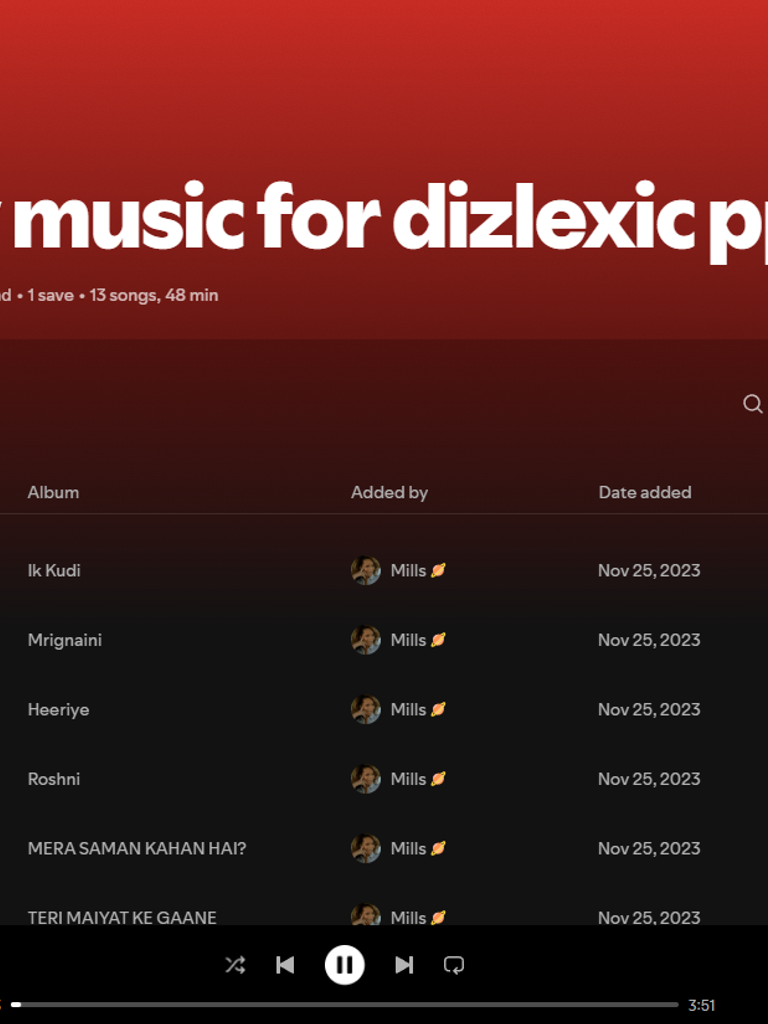 music for dizlexic
• 1 save • 13 songs, 48 min
Album Added by Date added
Ik Kudi Mills 🪐 Nov 25, 2023
Mrignaini Mills 🪐 Nov 25, 2023
Heeriye Mills 🪐 Nov 25, 2023
Roshni Mills 🪐 Nov 25, 2023
MERA SAMAN KAHAN HAI? Mills 🪐 Nov 25, 2023
TERI MAIYAT KE GAANE Mills 🪐 Nov 25, 2023
3:51